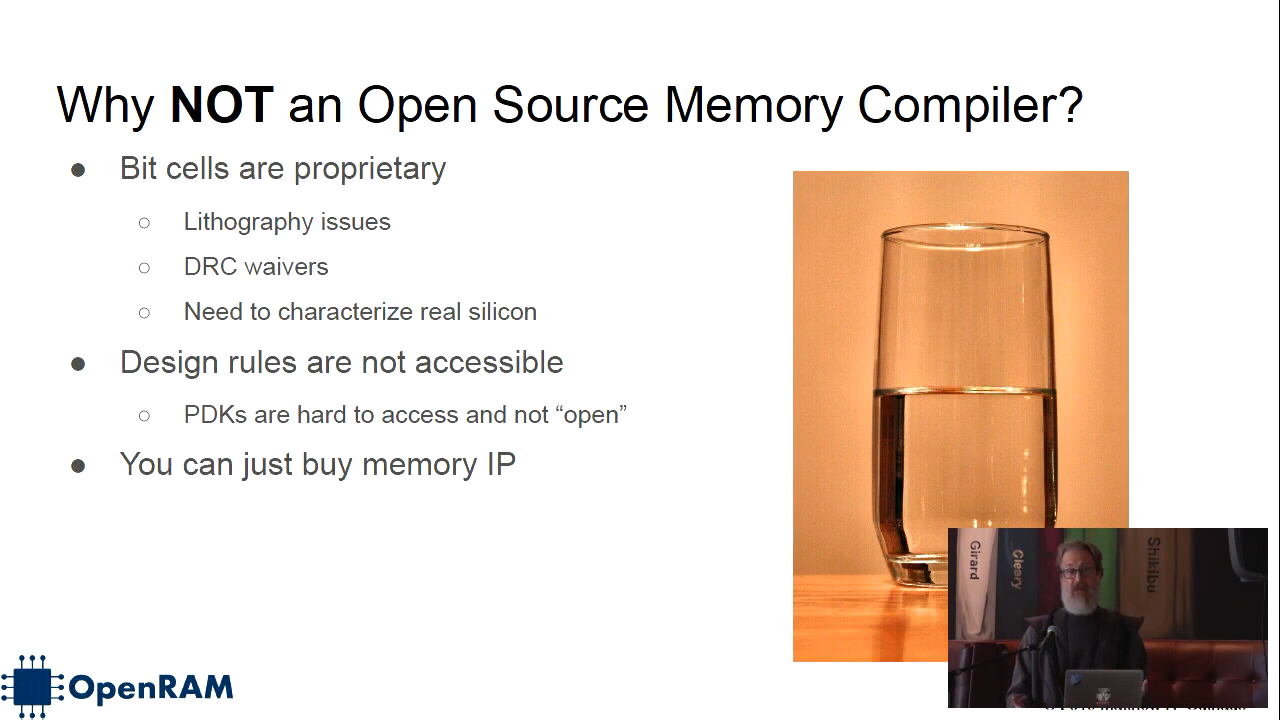 Why NOT an Open Source Memory Compiler?
● Bit cells are proprietary
○ Lithography issues
○ DRC waivers
○ Need to characterize real silicon
● Design rules are not accessible
○ PDKs are hard to access and not “open”
● You can just buy memory IP
Girard
Cleary
Shikibu
OpenRAM